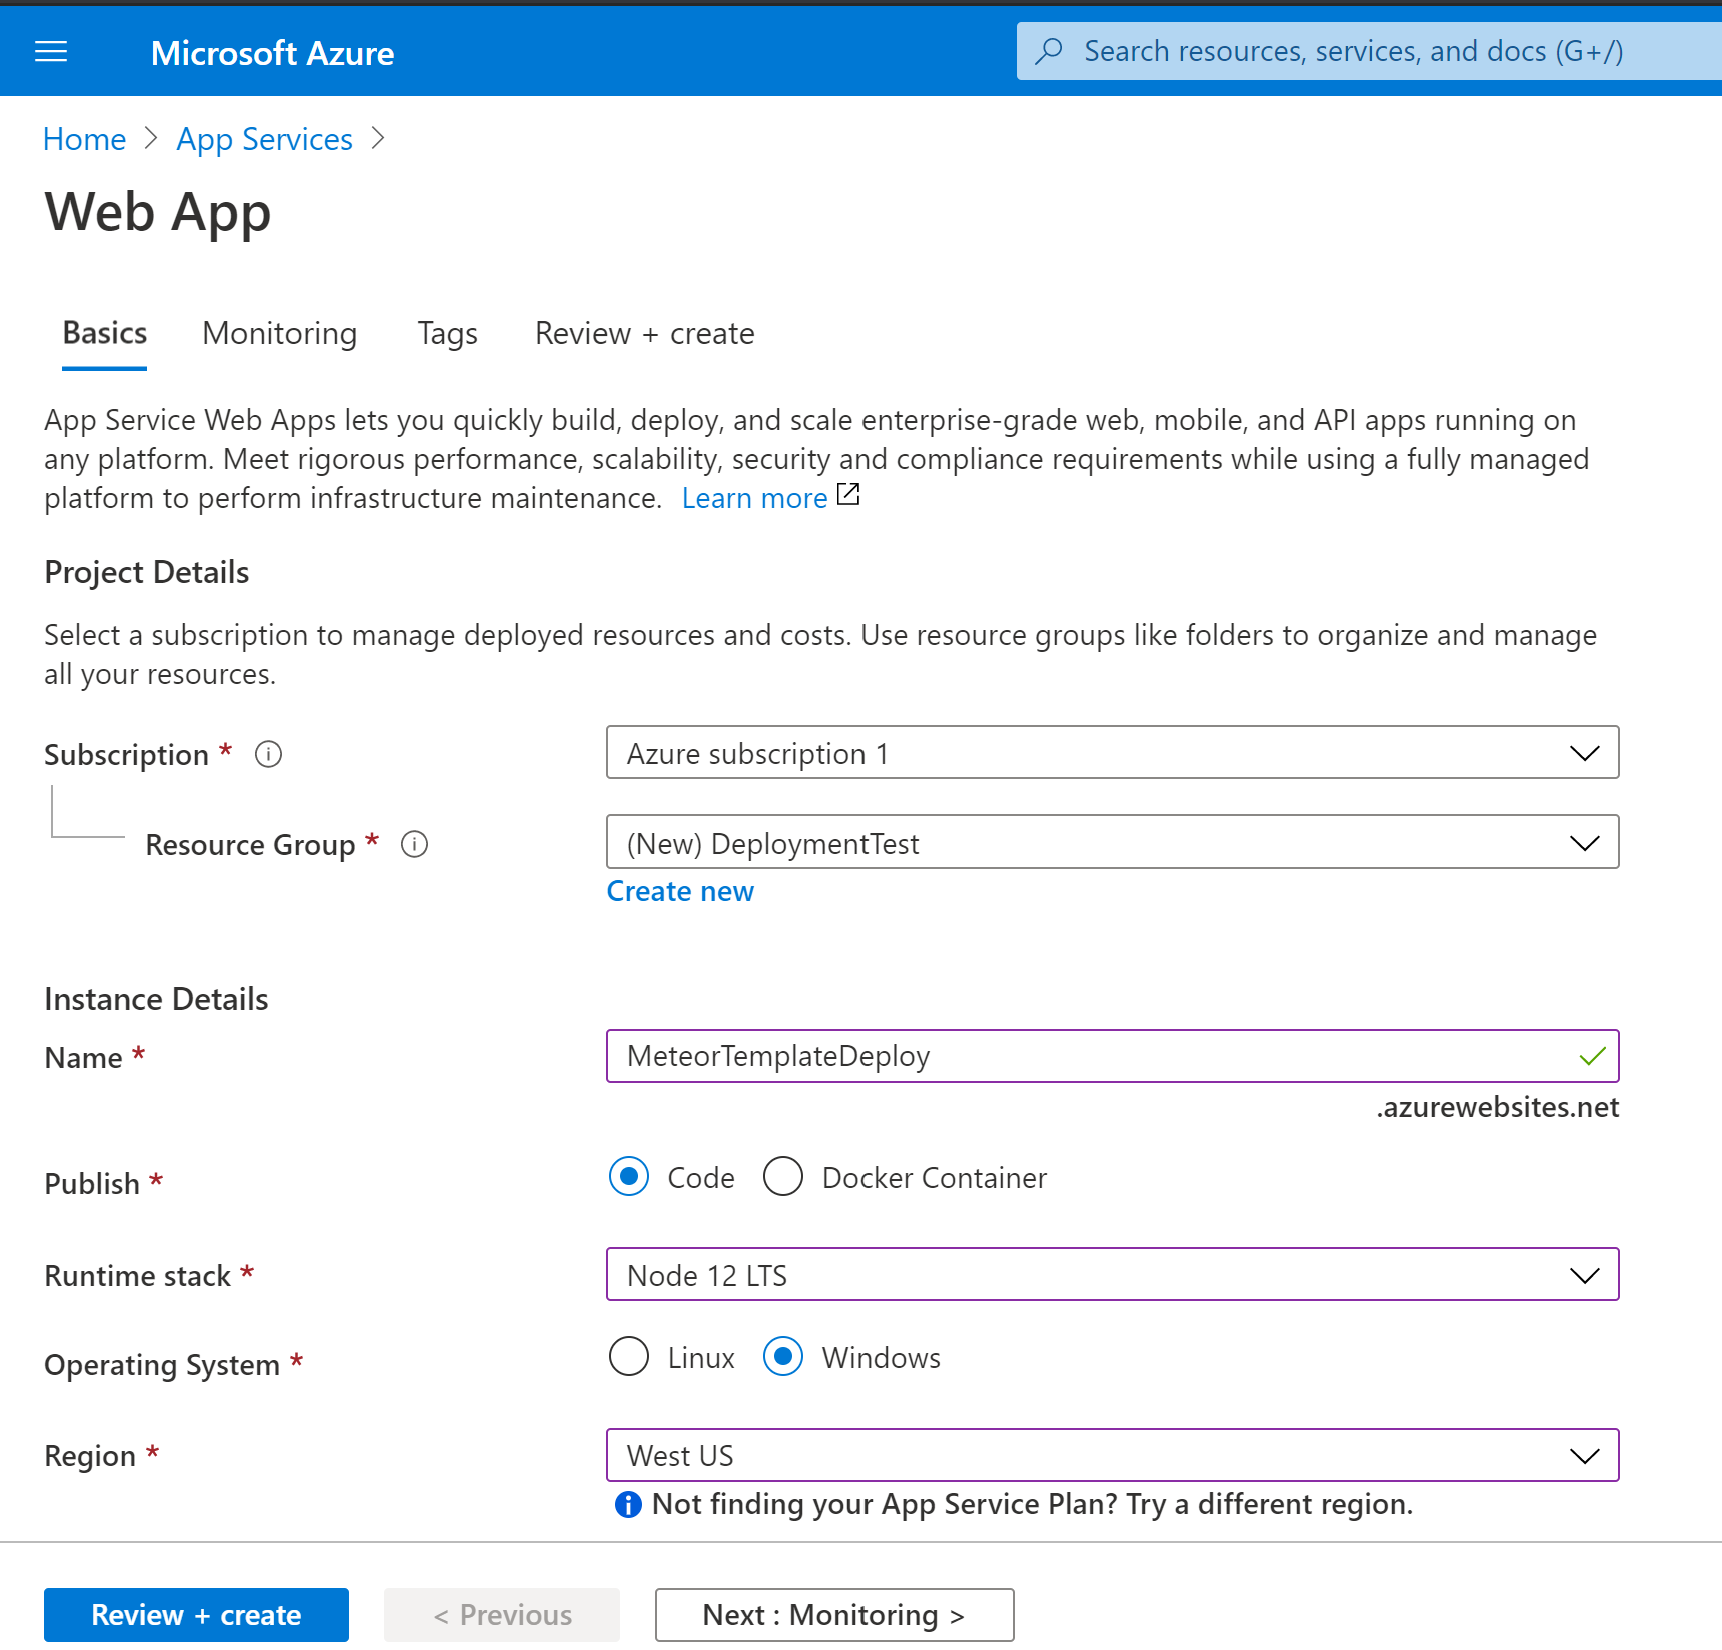 Microsoft Azure
Search resources, services, and docs (G+/)
Home > App Services >
Web App
Basics Monitoring Tags Review + create
App Service Web Apps lets you quickly build, deploy, and scale enterprise-grade web, mobile, and API apps running on
any platform. Meet rigorous performance, scalability, security and compliance requirements while using a fully managed
platform to perform infrastructure maintenance. Learn more
Project Details
Select a subscription to manage deployed resources and costs. Use resource groups like folders to organize and manage
all your resources.
Subscription * Azure subscription 1
Resource Group * (New) DeploymentTest
Create new
Instance Details
Name * MeteorTemplateDeploy
.azurewebsites.net
Publish * Code Docker Container
Runtime stack * Node 12 LTS
Operating System * Linux Windows
Region * West US
Not finding your App Service Plan? Try a different region.
Review + create < Previous Next : Monitoring >